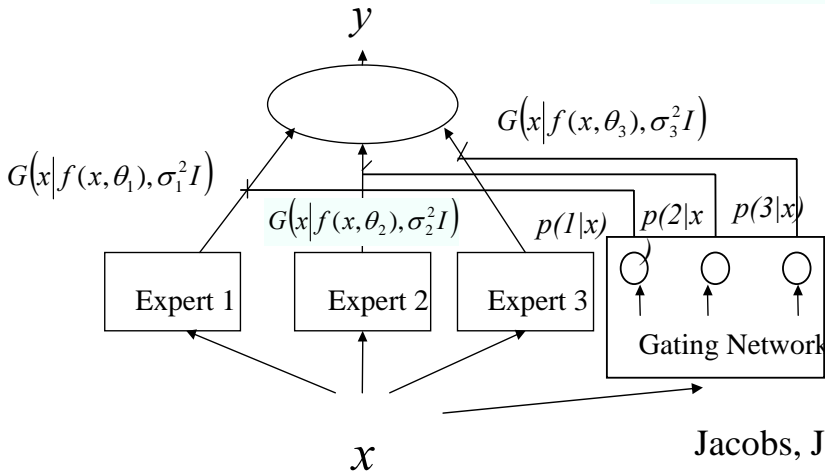 y
G(x|f(x,θ₃),σ₃²I)
G(x|f(x,θ₁),σ₁²I)
G(x|f(x,θ₂),σ₂²I)
p(1|x)
p(2|x
)
p(3|x)
Expert 1
Expert 2
Expert 3
Gating Network
x
Jacobs, J